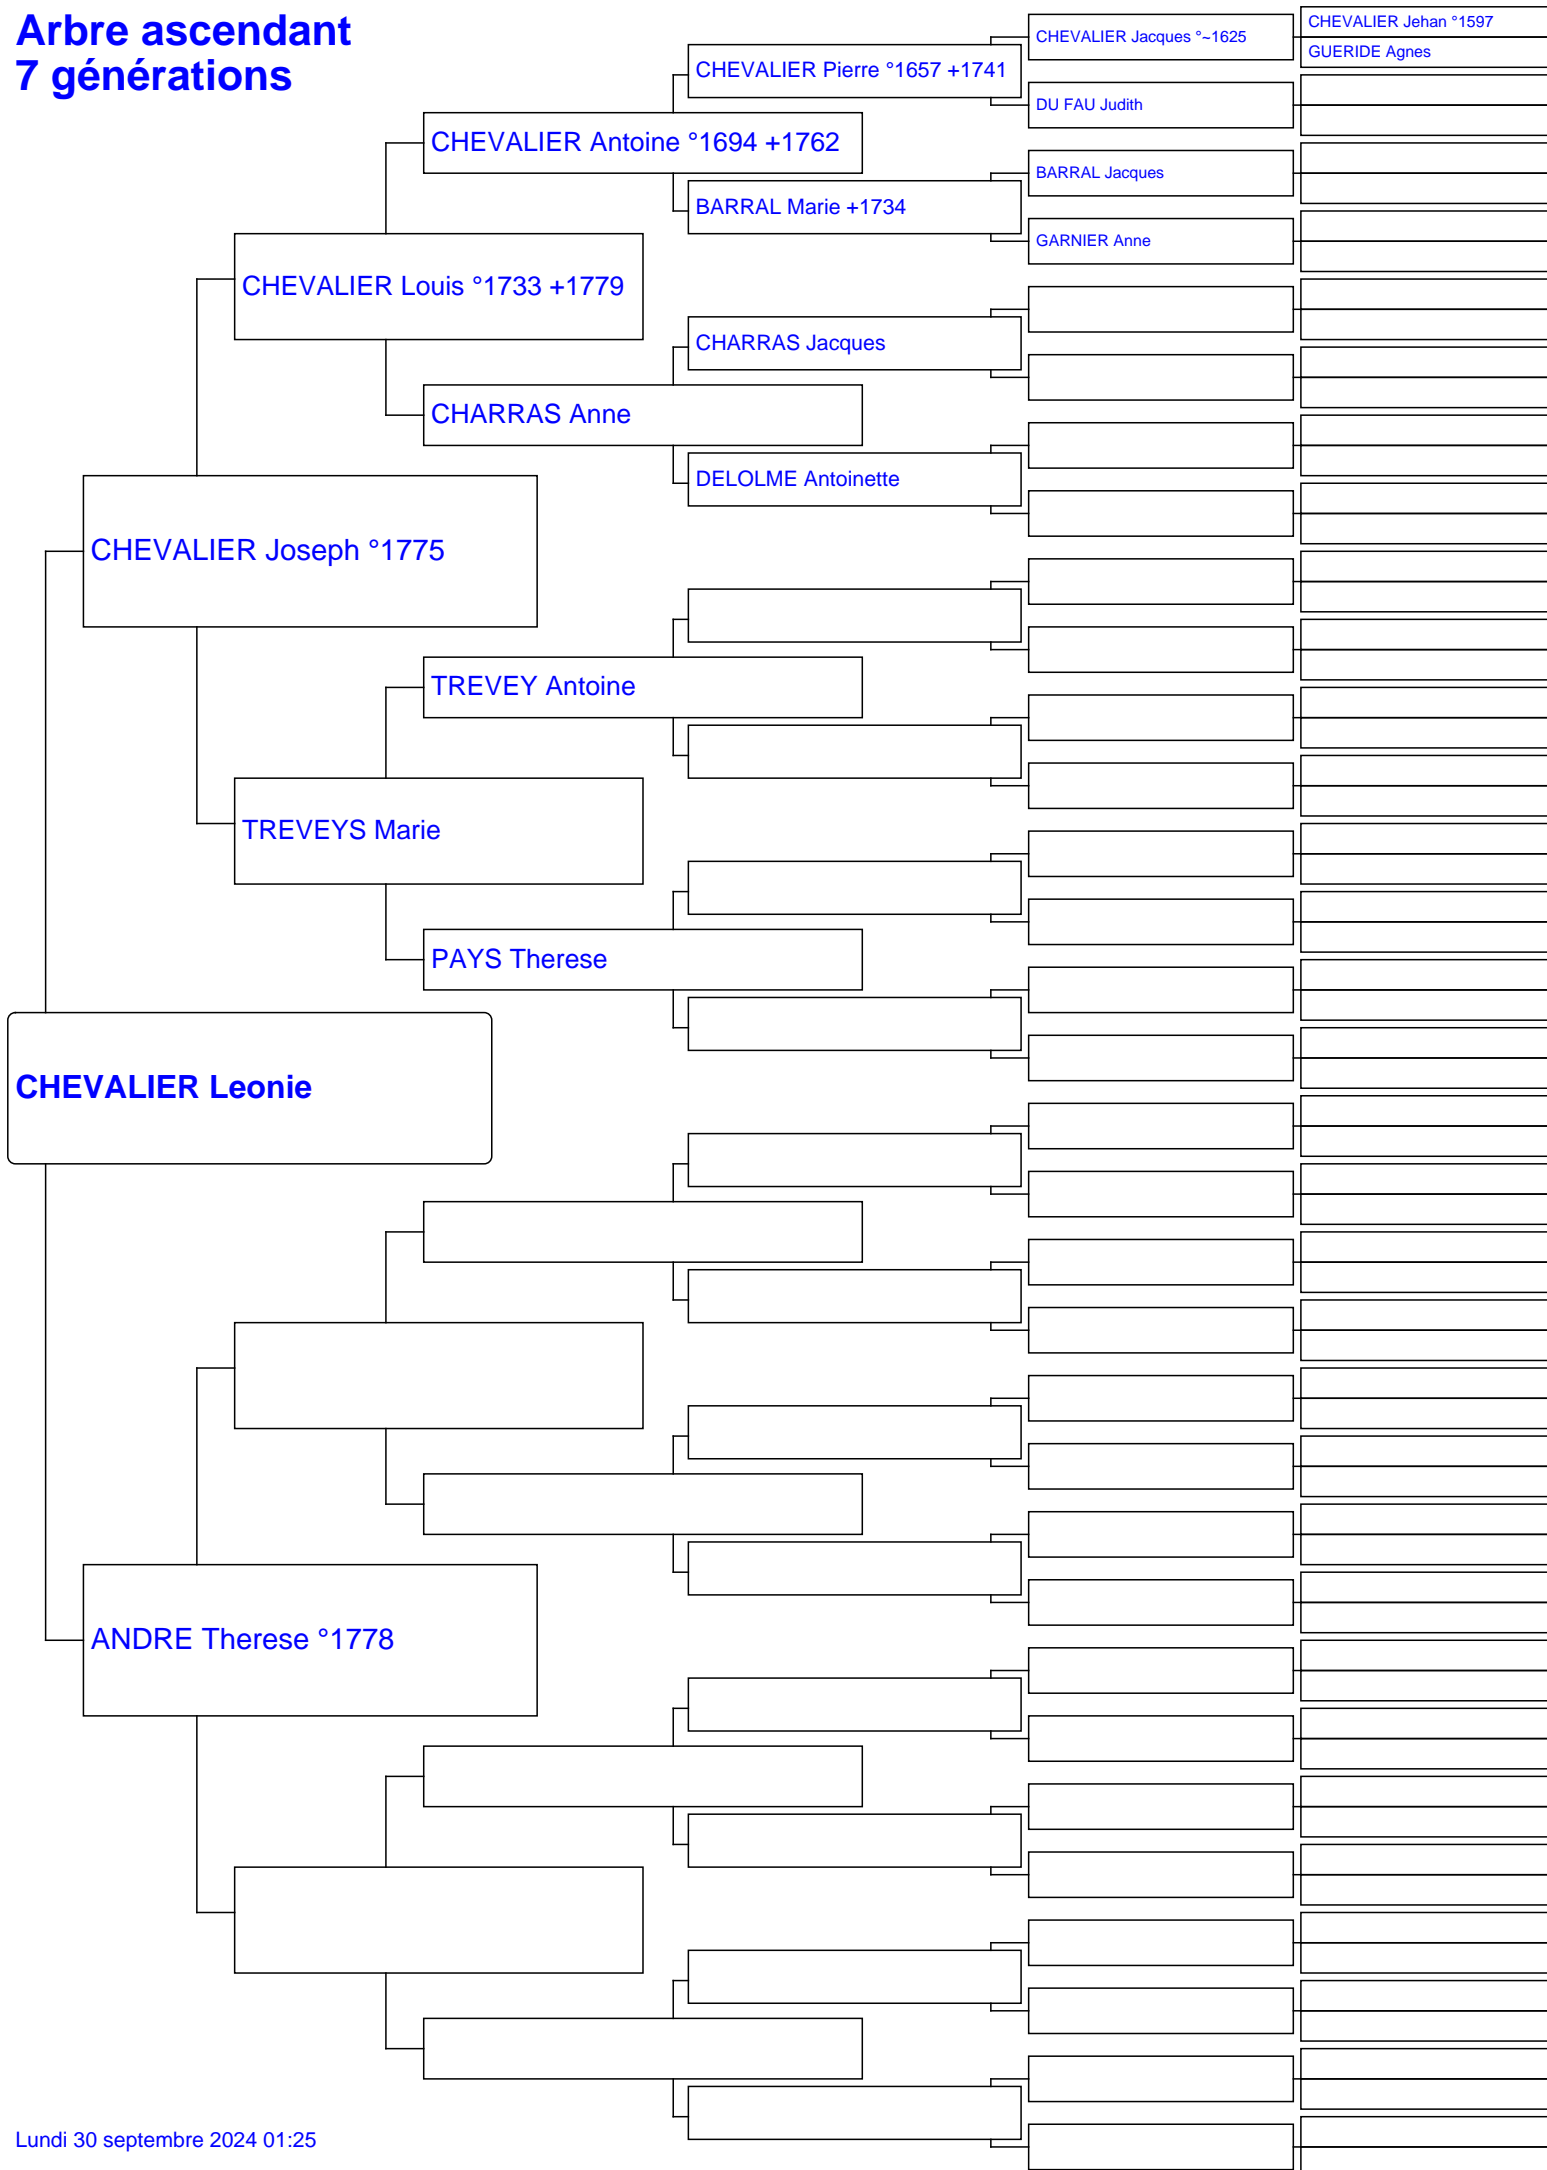 Arbre ascendant
7 générations
CHEVALIER Jehan °1597
GUERIDE Agnes
CHEVALIER Jacques °~1625
CHEVALIER Pierre °1657 +1741
DU FAU Judith
CHEVALIER Antoine °1694 +1762
BARRAL Jacques
BARRAL Marie +1734
GARNIER Anne
CHEVALIER Louis °1733 +1779
CHARRAS Jacques
CHARRAS Anne
DELOLME Antoinette
CHEVALIER Joseph °1775
TREVEY Antoine
TREVEYS Marie
PAYS Therese
CHEVALIER Leonie
ANDRE Therese °1778
Lundi 30 septembre 2024 01:25